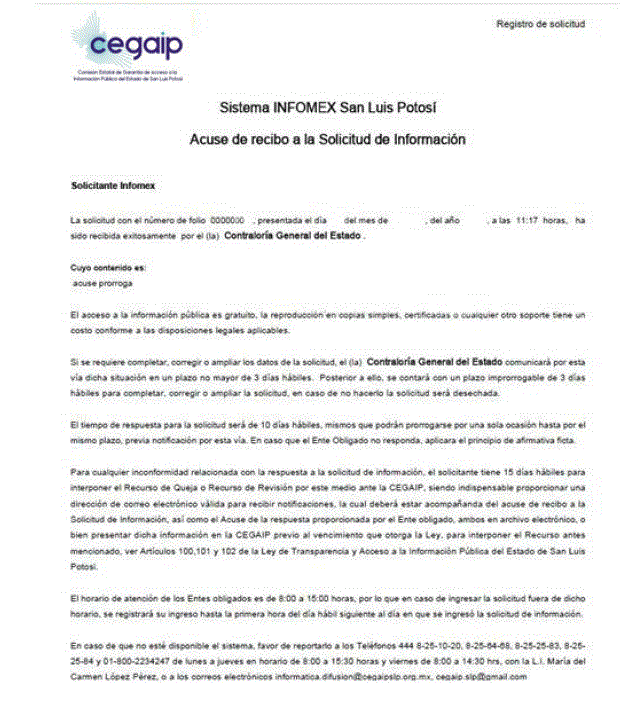 Registro de solicitud
cegaip
Comisión Estatal de Garantía de acceso a la
Información Pública del Estado de San Luis Potosí
Sistema INFOMEX San Luis Potosí
Acuse de recibo a la Solicitud de Información
Solicitante Infomex
La solicitud con el número de folio 0000000 , presentada el día del mes de , del año , a las 11:17 horas, ha
sido recibida exitosamente por el (la) Contraloría General del Estado .
Cuyo contenido es:
acuse prorroga
El acceso a la información pública es gratuito, la reproducción en copias simples, certificadas o cualquier otro soporte tiene un
costo conforme a las disposiciones legales aplicables.
Si se requiere completar, corregir o ampliar los datos de la solicitud, el (la) Contraloría General del Estado comunicará por esta
vía dicha situación en un plazo no mayor de 3 días hábiles. Posterior a ello, se contará con un plazo improrrogable de 3 días
hábiles para completar, corregir o ampliar la solicitud, en caso de no hacerlo la solicitud será desechada.
El tiempo de respuesta para la solicitud será de 10 días hábiles, mismos que podrán prorrogarse por una sola ocasión hasta por el
mismo plazo, previa notificación por esta vía. En caso que el Ente Obligado no responda, aplicara el principio de afirmativa ficta.
Para cualquier inconformidad relacionada con la respuesta a la solicitud de información, el solicitante tiene 15 días hábiles para
interponer el Recurso de Queja o Recurso de Revisión por este medio ante la CEGAIP, siendo indispensable proporcionar una
dirección de correo electrónico válida para recibir notificaciones, la cual deberá estar acompañanda del acuse de recibo a la
Solicitud de Información, así como el Acuse de la respuesta proporcionada por el Ente obligado, ambos en archivo electrónico, o
bien presentar dicha información en la CEGAIP previo al vencimiento que otorga la Ley, para interponer el Recurso antes
mencionado, ver Artículos 100,101 y 102 de la Ley de Transparencia y Acceso a la Información Pública del Estado de San Luis
Potosí.
El horario de atención de los Entes obligados es de 8:00 a 15:00 horas, por lo que en caso de ingresar la solicitud fuera de dicho
horario, se registrará su ingreso hasta la primera hora del día hábil siguiente al día en que se ingresó la solicitud de información.
En caso de que no esté disponible el sistema, favor de reportarlo a los Teléfonos 444 8-25-10-20, 8-25-64-68, 8-25-25-83, 8-25-
25-84 y 01-800-2234247 de lunes a jueves en horario de 8:00 a 15:30 horas y viernes de 8:00 a 14:30 hrs, con la L.I. María del
Carmen López Pérez, o a los correos electrónicos informatica.difusion@cegaipslp.org.mx, cegaip.slp@gmail.com